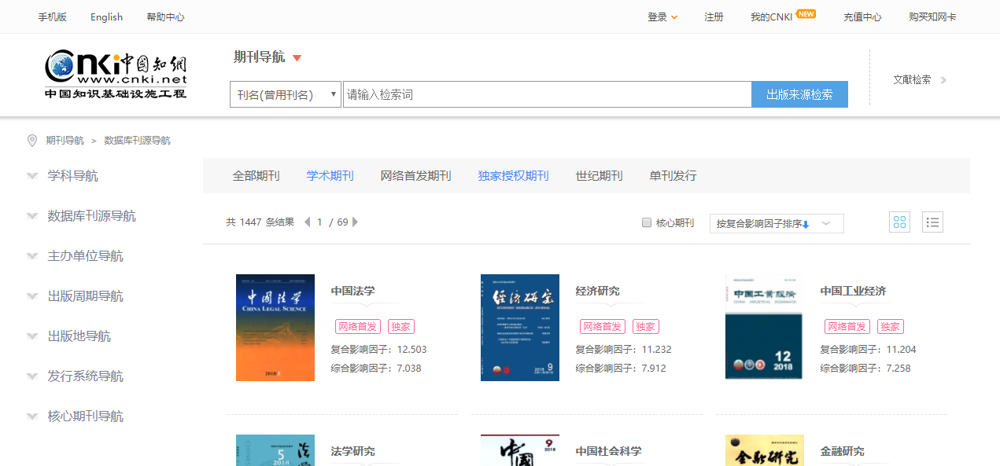 手机版 English 帮助中心 登录 注册 我的CNKI NEW 充值中心 购买知网卡
Cnki中国知網
www.cnki.net
中国知识基础设施工程
期刊导航
刊名(曾用刊名) 请输入检索词 出版来源检索
文献检索
期刊导航 > 数据库刊源导航
学科导航
数据库刊源导航
主办单位导航
出版周期导航
出版地导航
发行系统导航
核心期刊导航
全部期刊 学术期刊 网络首发期刊 独家授权期刊 世纪期刊 单刊发行
共 1447 条结果 1 / 69 核心期刊 按复合影响因子排序
中国法学
CHINA LEGAL SCIENCE
2018
中国法学
网络首发 独家
复合影响因子：12.503
综合影响因子：7.038
经济研究
ECONOMIC RESEARCH JOURNAL
2018 9
经济研究
网络首发 独家
复合影响因子：11.232
综合影响因子：7.912
中国工业经济
CHINA INDUSTRIAL ECONOMICS
12
2018
中国工业经济
网络首发 独家
复合影响因子：11.204
综合影响因子：7.258
5
2018
法学
法学研究
中国
9
2018
中国社会科学
金融研究
金融研究